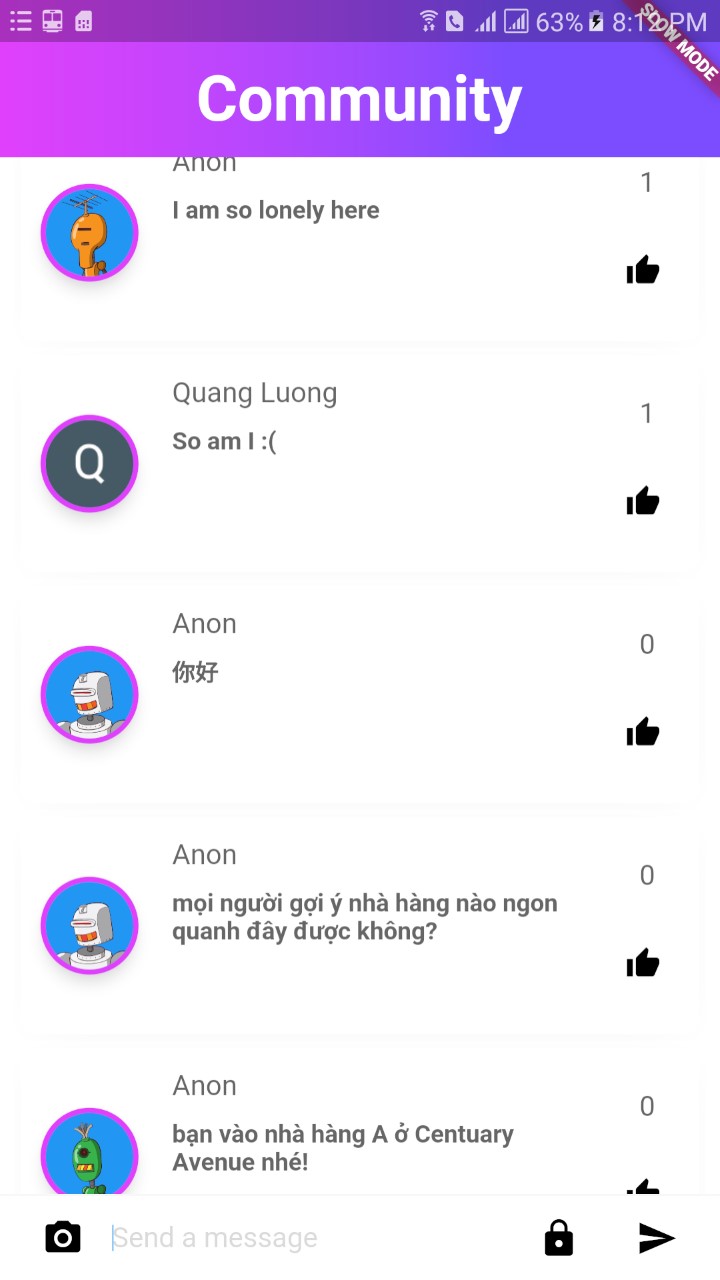 63% 8:12 PM
SLOW MODE
Community
Anon
1
I am so lonely here
Quang Luong
1
Q
So am I :(
Anon
0
你好
Anon
0
mọi người gợi ý nhà hàng nào ngon
quanh đây được không?
Anon
0
bạn vào nhà hàng A ở Centuary
Avenue nhé!
Send a message